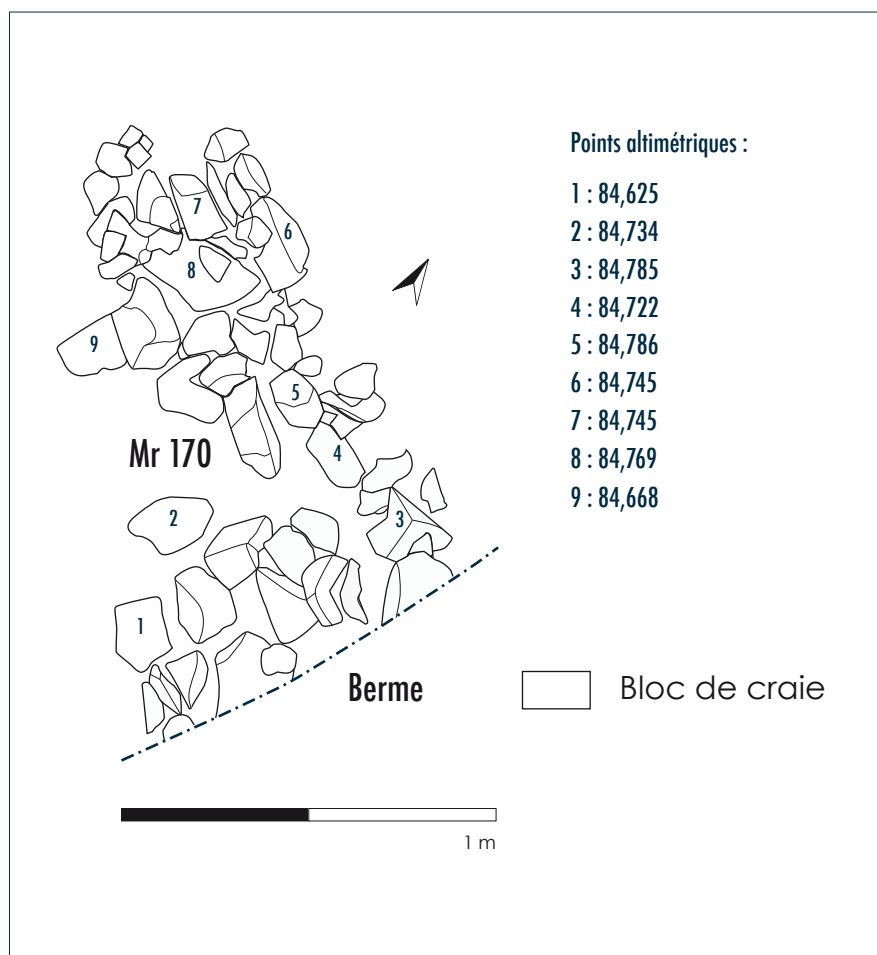 Points altimétriques :
1 : 84,625
2 : 84,734
3 : 84,785
4 : 84,722
5 : 84,786
6 : 84,745
7 : 84,745
8 : 84,769
9 : 84,668
7
6
8
9
5
4
Mr 170
2
3
1
Berme
Bloc de craie
1 m